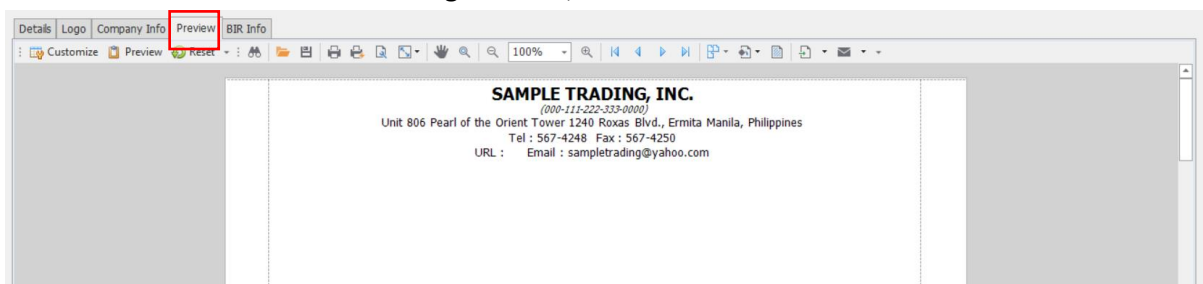 Details Logo Company Info Preview BIR Info
Customize Preview Reset 100%
SAMPLE TRADING, INC.
(000-111-222-333-0000)
Unit 806 Pearl of the Orient Tower 1240 Roxas Blvd., Ermita Manila, Philippines
Tel : 567-4248 Fax : 567-4250
URL : Email : sampletrading@yahoo.com